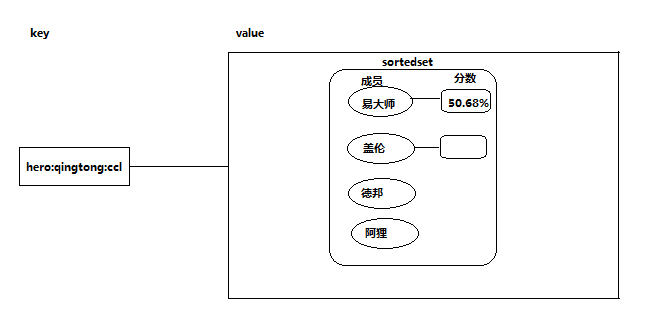 key
value
sortedset
成员
分数
易大师
50.68%
盖伦
hero:qingtong:ccl
德邦
阿狸